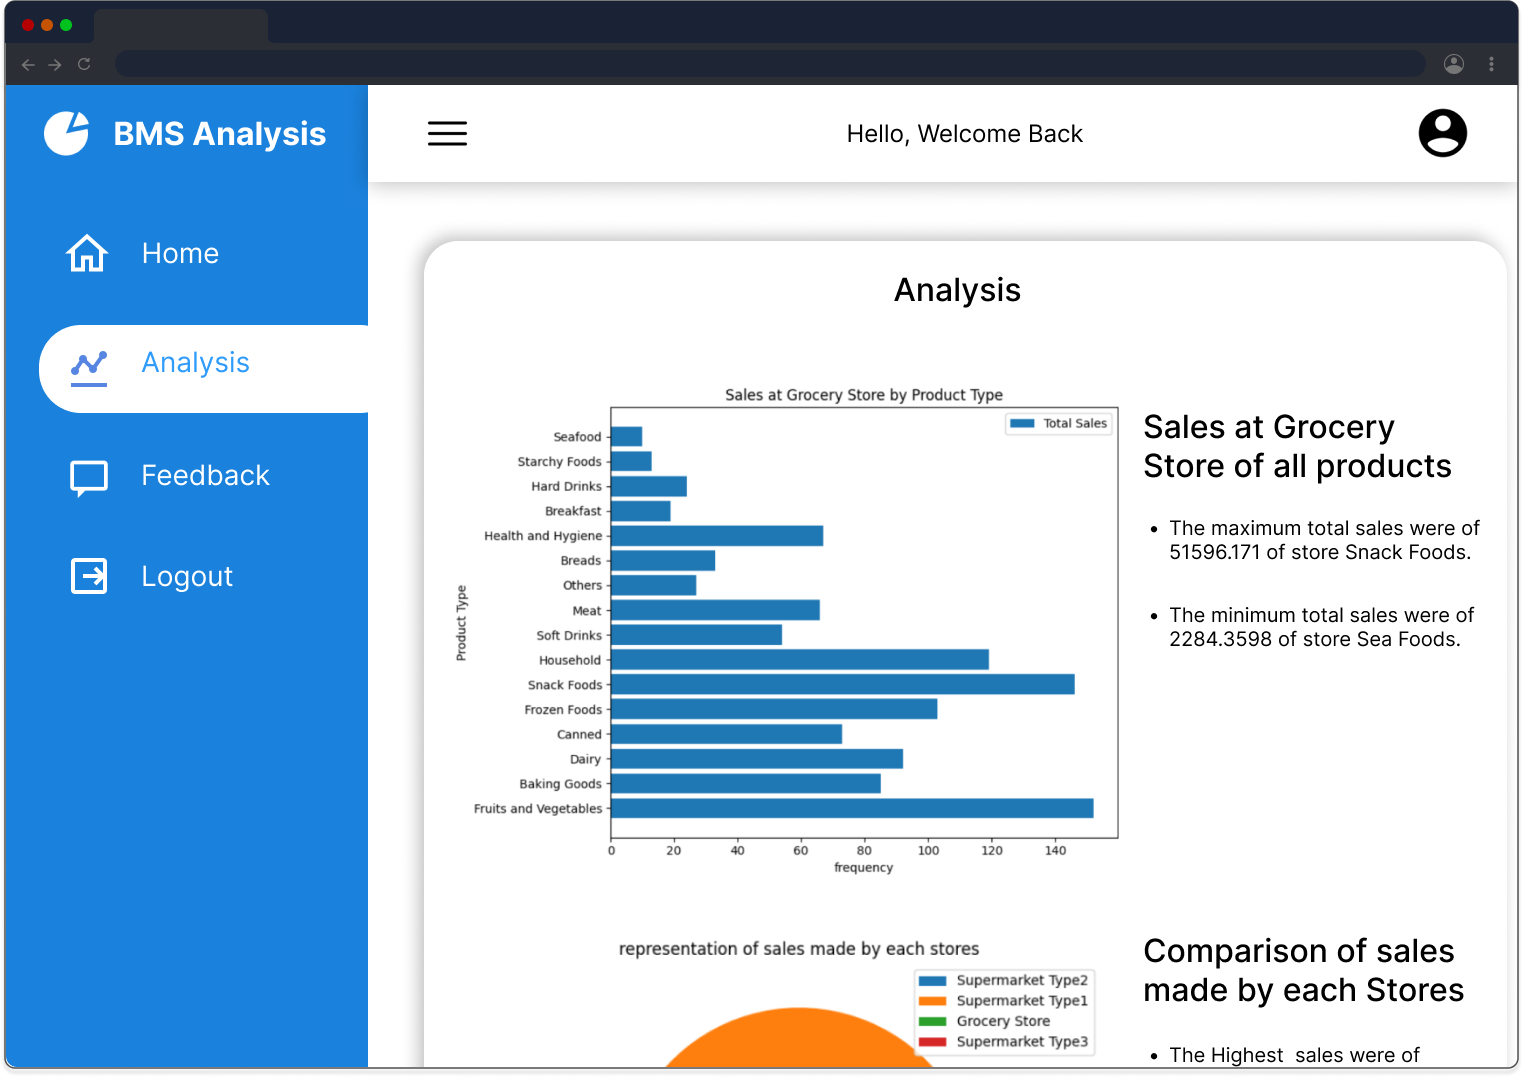 BMS Analysis
Hello, Welcome Back
Home
Analysis
Feedback
Logout
Analysis
Sales at Grocery Store by Product Type
Total Sales
Seafood
Starchy Foods
Hard Drinks
Breakfast
Health and Hygiene
Breads
Others
Meat
Soft Drinks
Household
Snack Foods
Frozen Foods
Canned
Dairy
Baking Goods
Fruits and Vegetables
Product Type
0 20 40 60 80 100 120 140
frequency
Sales at Grocery
Store of all products
• The maximum total sales were of
51596.171 of store Snack Foods.
• The minimum total sales were of
2284.3598 of store Sea Foods.
representation of sales made by each stores
Supermarket Type2
Supermarket Type1
Grocery Store
Supermarket Type3
Comparison of sales
made by each Stores
• The Highest  sales were of